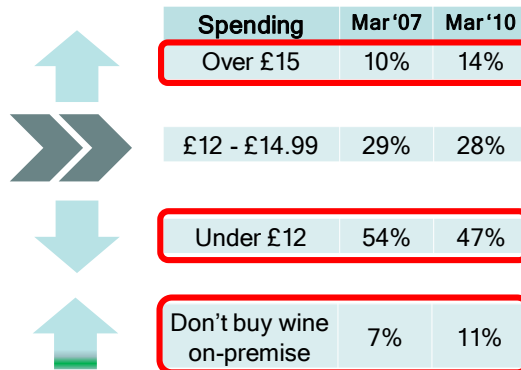 Spending Mar ‘07 Mar ‘10
Over £15 10% 14%
£12 - £14.99 29% 28%
Under £12 54% 47%
Don’t buy wine
on-premise 7% 11%